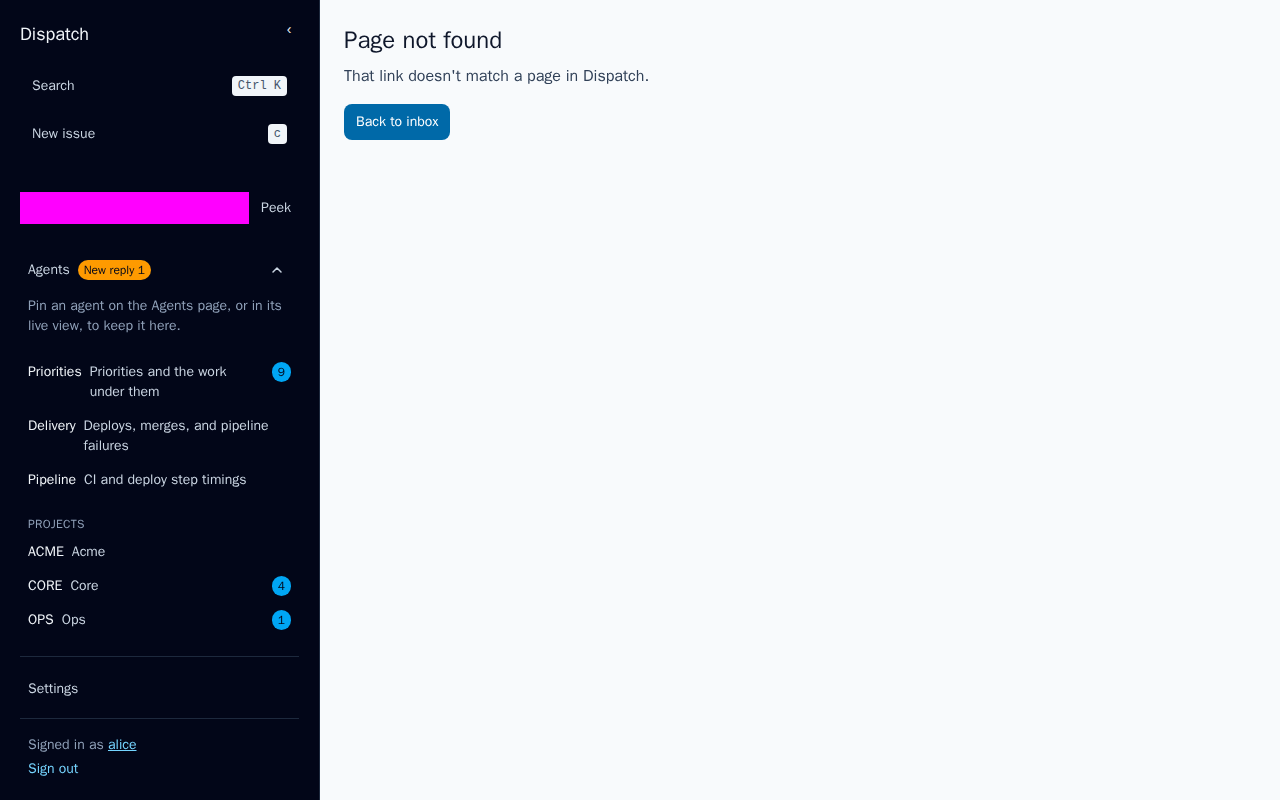 Dispatch
Search Ctrl K
New issue c
Peek
Agents New reply 1
Pin an agent on the Agents page, or in its
live view, to keep it here.
Priorities Priorities and the work 9
under them
Delivery Deploys, merges, and pipeline
failures
Pipeline CI and deploy step timings
PROJECTS
ACME Acme
CORE Core 4
OPS Ops 1
Settings
Signed in as alice
Sign out
Page not found
That link doesn't match a page in Dispatch.
Back to inbox